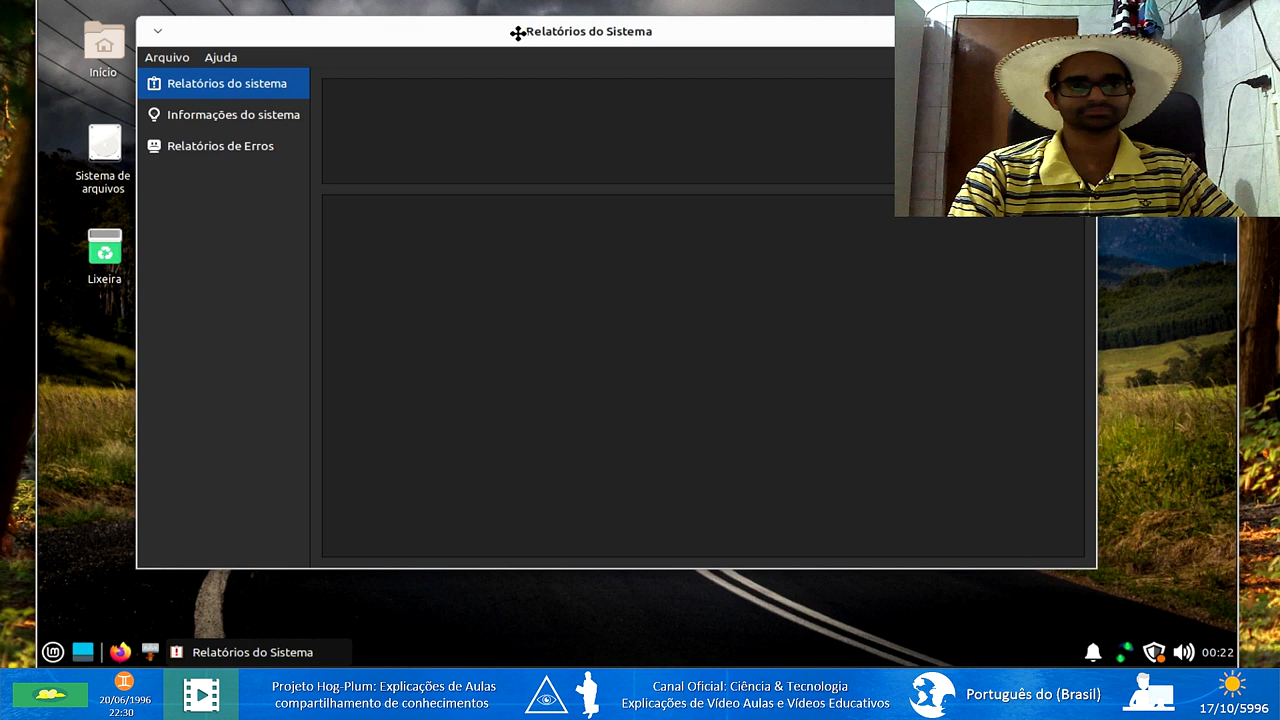 Relatórios do Sistema
Arquivo Ajuda
Relatórios do sistema
Informações do sistema
Relatórios de Erros
Início
Sistema de
arquivos
Lixeira
Relatórios do Sistema
00:22
20/06/1996
22:30
Projeto Hog-Plum: Explicações de Aulas
compartilhamento de conhecimentos
Canal Oficial: Ciência & Tecnologia
Explicações de Vídeo Aulas e Vídeos Educativos
Português do (Brasil)
17/10/5996